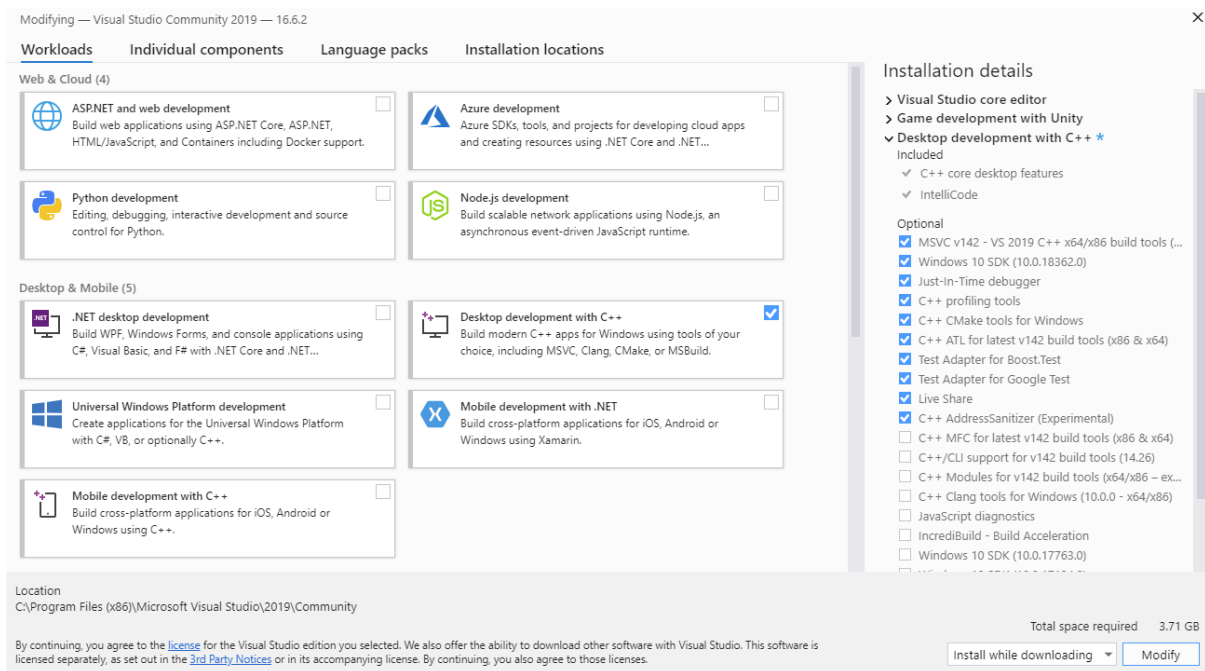 Modifying — Visual Studio Community 2019 — 16.6.2
Workloads
Individual components
Language packs
Installation locations
Web & Cloud (4)
ASP.NET and web development
Build web applications using ASP.NET Core, ASP.NET,
HTML/JavaScript, and Containers including Docker support.
Azure development
Azure SDKs, tools, and projects for developing cloud apps
and creating resources using .NET Core and .NET...
Python development
Editing, debugging, interactive development and source
control for Python.
Node.js development
Build scalable network applications using Node.js, an
asynchronous event-driven JavaScript runtime.
Desktop & Mobile (5)
.NET
.NET desktop development
Build WPF, Windows Forms, and console applications using
C#, Visual Basic, and F# with .NET Core and .NET...
Desktop development with C++
Build modern C++ apps for Windows using tools of your
choice, including MSVC, Clang, CMake, or MSBuild.
Universal Windows Platform development
Create applications for the Universal Windows Platform
with C#, VB, or optionally C++.
Mobile development with .NET
Build cross-platform applications for iOS, Android or
Windows using Xamarin.
Mobile development with C++
Build cross-platform applications for iOS, Android or
Windows using C++.
Installation details
Visual Studio core editor
Game development with Unity
Desktop development with C++ *
Included
C++ core desktop features
IntelliCode
Optional
MSVC v142 - VS 2019 C++ x64/x86 build tools (...
Windows 10 SDK (10.0.18362.0)
Just-In-Time debugger
C++ profiling tools
C++ CMake tools for Windows
C++ ATL for latest v142 build tools (x86 & x64)
Test Adapter for Boost.Test
Test Adapter for Google Test
Live Share
C++ AddressSanitizer (Experimental)
C++ MFC for latest v142 build tools (x86 & x64)
C++/CLI support for v142 build tools (14.26)
C++ Modules for v142 build tools (x64/x86 – ex...
C++ Clang tools for Windows (10.0.0 - x64/x86)
JavaScript diagnostics
IncrediBuild - Build Acceleration
Windows 10 SDK (10.0.17763.0)
Location
C:\Program Files (x86)\Microsoft Visual Studio\2019\Community
By continuing, you agree to the license for the Visual Studio edition you selected. We also offer the ability to download other software with Visual Studio. This software is
licensed separately, as set out in the 3rd Party Notices or in its accompanying license. By continuing, you also agree to those licenses.
Total space required 3.71 GB
Install while downloading
Modify